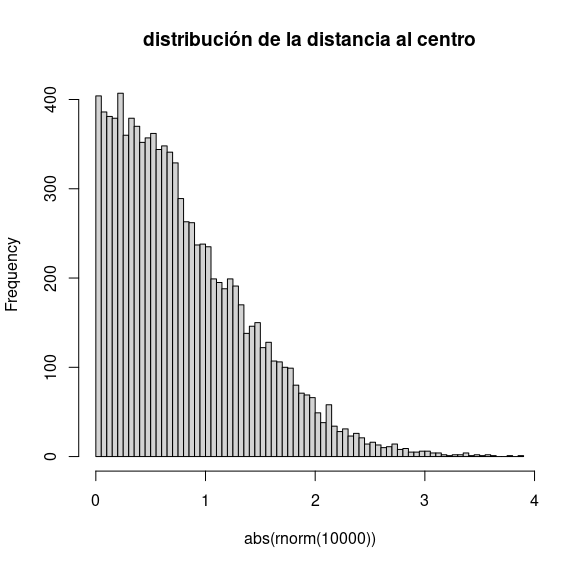 distribución de la distancia al centro
Frequency
400
300
200
100
0
0 1 2 3 4
abs(rnorm(10000))